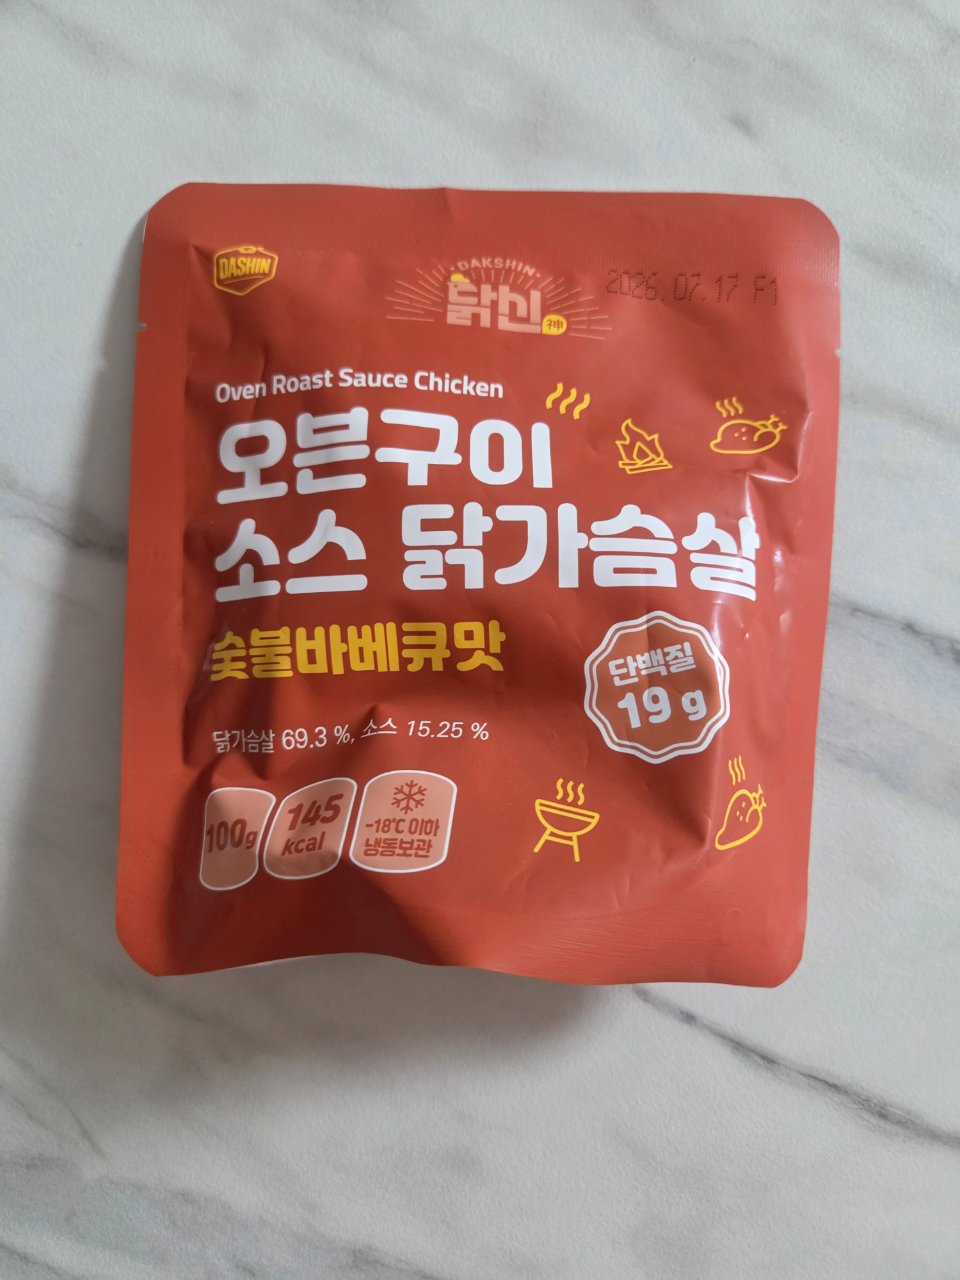 DASHIN
DAKSHIN
닭신 神
2026.07.17 F1
Oven Roast Sauce Chicken
오븐구이
소스 닭가슴살
숯불바베큐맛
단백질
19 g
닭가슴살 69.3 %, 소스 15.25 %
100g
145
kcal
-18℃ 이하
냉동보관